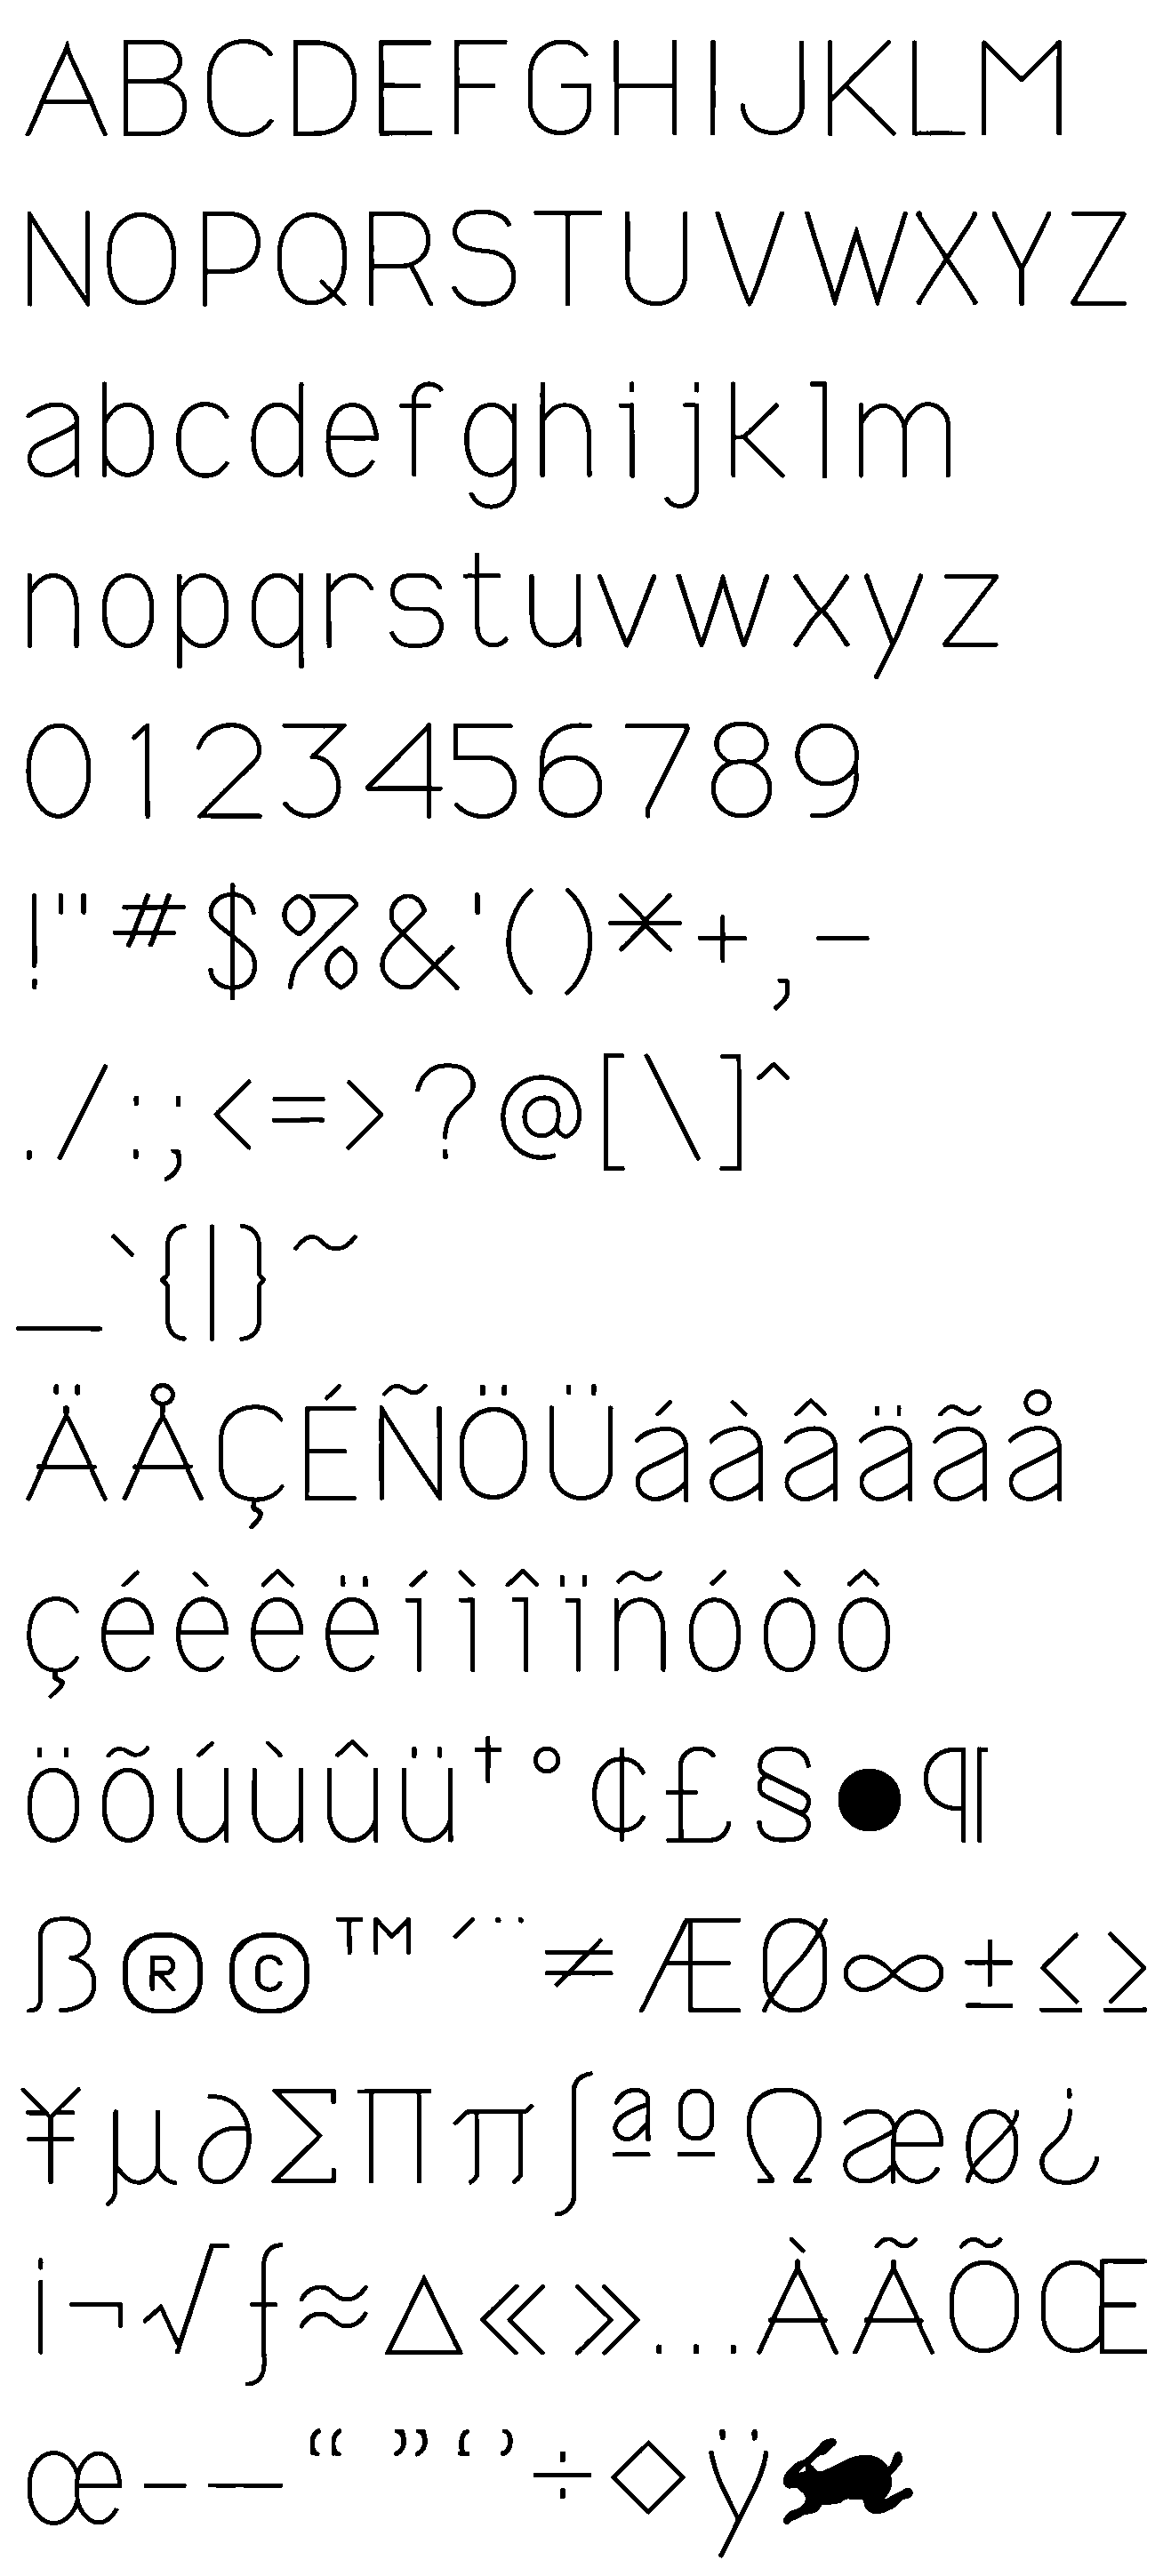 ABCDEFGHIJKLM
NOPQRSTUVWXYZ
abcdefghijklm
nopqrstuvwxyz
0123456789
!"#$%&'()*+,-
./:;<=>?@[\]^
_`{|}~
ÄÅÇÉÑÖÜáàâäãå
çéèêëíìîïñóòô
öõúùûü†°¢£§●¶
ß®©™´¨≠ÆØ∞±≤≥
¥µ∂∑∏π∫ªºΩæø¿
¡¬√ƒ≈∆«»…ÀÃÕŒ
œ–—“”‘’÷◊ÿ